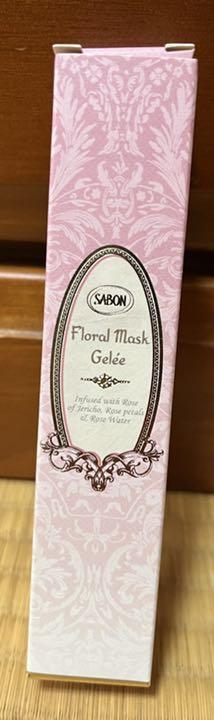 SABON
Floral Mask
Gelée
Infused with Rose
of Jericho, Rose petals
& Rose Water